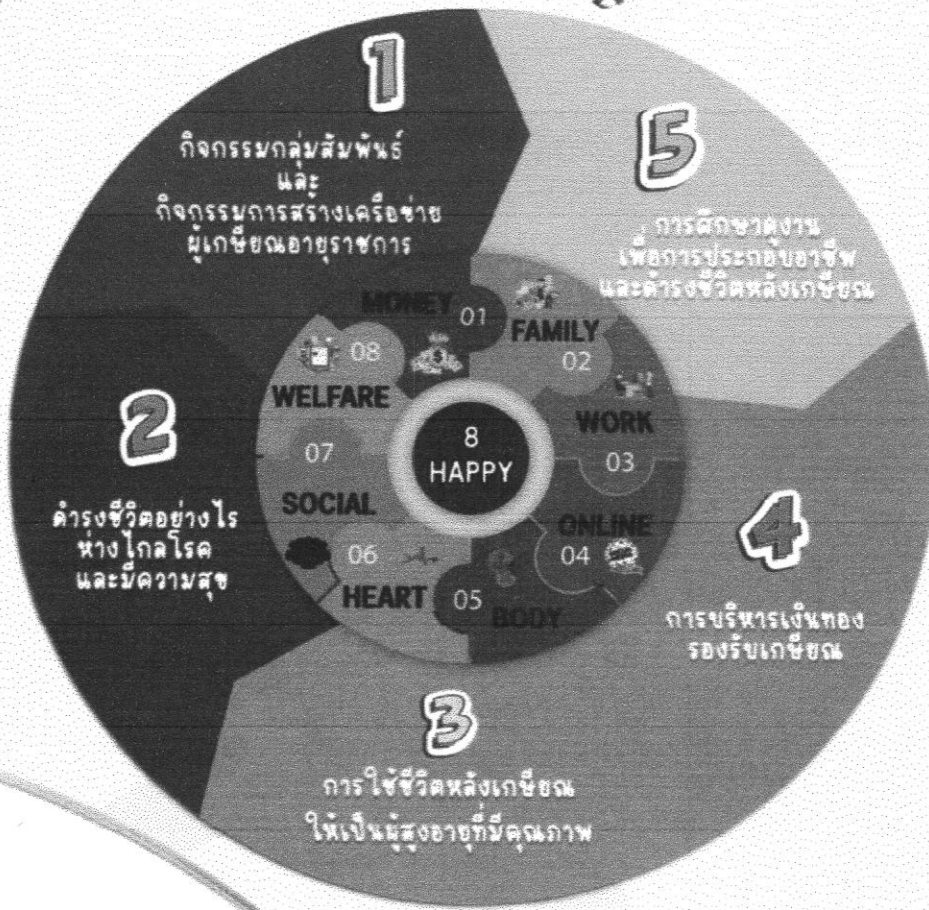 1
กิจกรรมกลุ่มสัมพันธ์
และ
กิจกรรมการสร้างเครือข่าย
ผู้เกษียณอายุราชการ
5
การศึกษาดูงาน
เพื่อการประกอบอาชีพ
และดำรงชีวิตหลังเกษียณ
2
ดำรงชีวิตอย่างไร
ห่างไกลโรค
และมีความสุข
4
การบริหารเงินทอง
รองรับเกษียณ
3
การใช้ชีวิตหลังเกษียณ
ให้เป็นผู้สูงอายุที่มีคุณภาพ
8
HAPPY
MONEY
01
FAMILY
02
WORK
03
ONLINE
04
BODY
05
HEART
06
SOCIAL
07
WELFARE
08